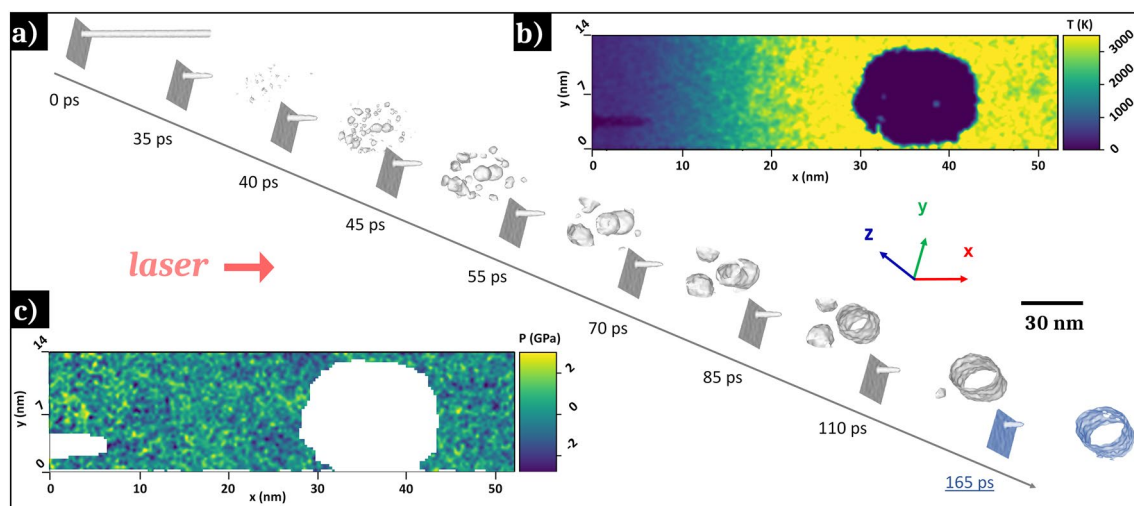 a)
0 ps
35 ps
40 ps
45 ps
55 ps
70 ps
85 ps
110 ps
165 ps
laser
b)
T (K)
3000
2000
1000
0
14
7
0
y (nm)
0 10 20 30 40 50
x (nm)
y
z
x
30 nm
c)
P (GPa)
2
0
-2
14
7
0
y (nm)
0 10 20 30 40 50
x (nm)